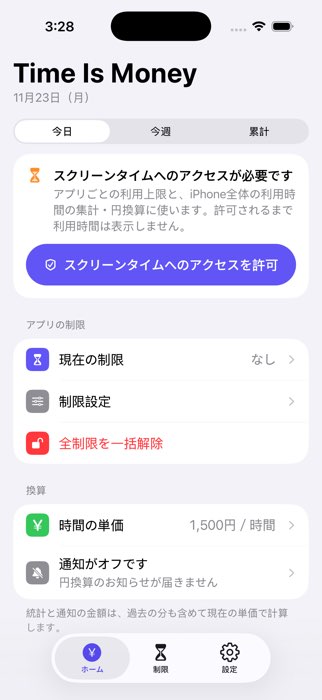 3:28
Time Is Money
11月23日（月）
今日
今週
累計
スクリーンタイムへのアクセスが必要です
アプリごとの利用上限と、iPhone全体の利用時
間の集計・円換算に使います。許可されるまで
利用時間は表示しません。
スクリーンタイムへのアクセスを許可
アプリの制限
現在の制限
なし
制限設定
全制限を一括解除
換算
¥
時間の単価
1,500円 / 時間
通知がオフです
円換算のお知らせが届きません
統計と通知の金額は、過去の分も含めて現在の単価で計算
します。
¥
ホーム
制限
設定